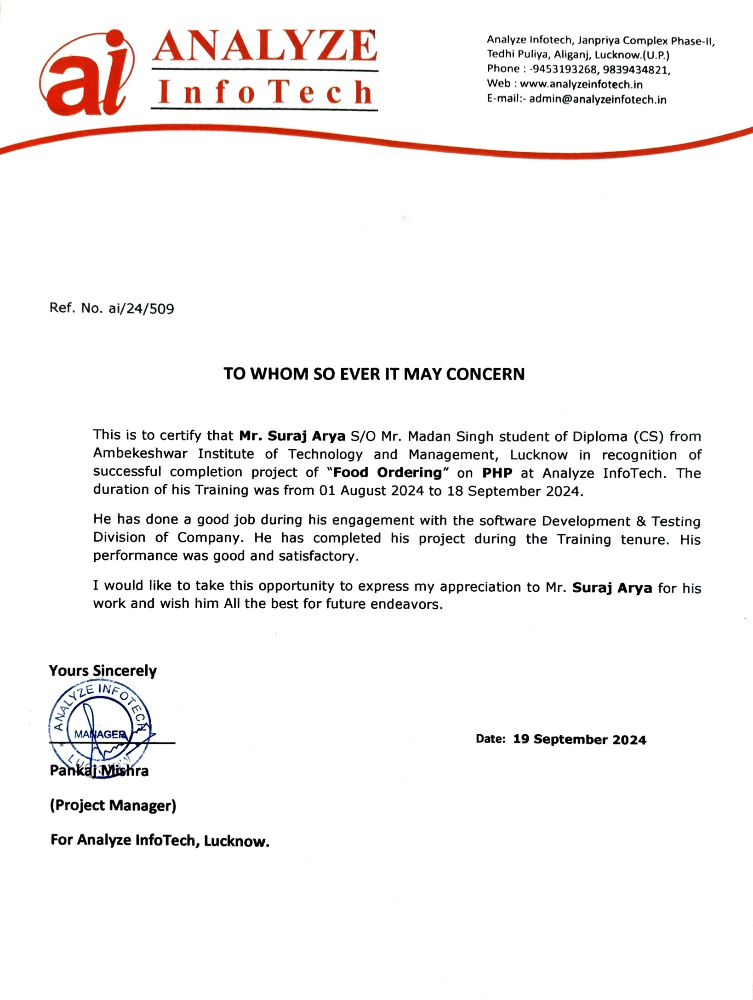 ai
ANALYZE
InfoTech
Analyze Infotech, Janpriya Complex Phase-II,
Tedhi Puliya, Aliganj, Lucknow.(U.P.)
Phone : -9453193268, 9839434821,
Web : www.analyzeinfotech.in
E-mail:- admin@analyzeinfotech.in
Ref. No. ai/24/509
TO WHOM SO EVER IT MAY CONCERN
This is to certify that Mr. Suraj Arya S/O Mr. Madan Singh student of Diploma (CS) from
Ambekeshwar Institute of Technology and Management, Lucknow in recognition of
successful completion project of "Food Ordering" on PHP at Analyze InfoTech. The
duration of his Training was from 01 August 2024 to 18 September 2024.
He has done a good job during his engagement with the software Development & Testing
Division of Company. He has completed his project during the Training tenure. His
performance was good and satisfactory.
I would like to take this opportunity to express my appreciation to Mr. Suraj Arya for his
work and wish him All the best for future endeavors.
Yours Sincerely
ANALYZE INFOTECH
MANAGER
LUCKNOW
Date: 19 September 2024
Pankaj Mishra
(Project Manager)
For Analyze InfoTech, Lucknow.